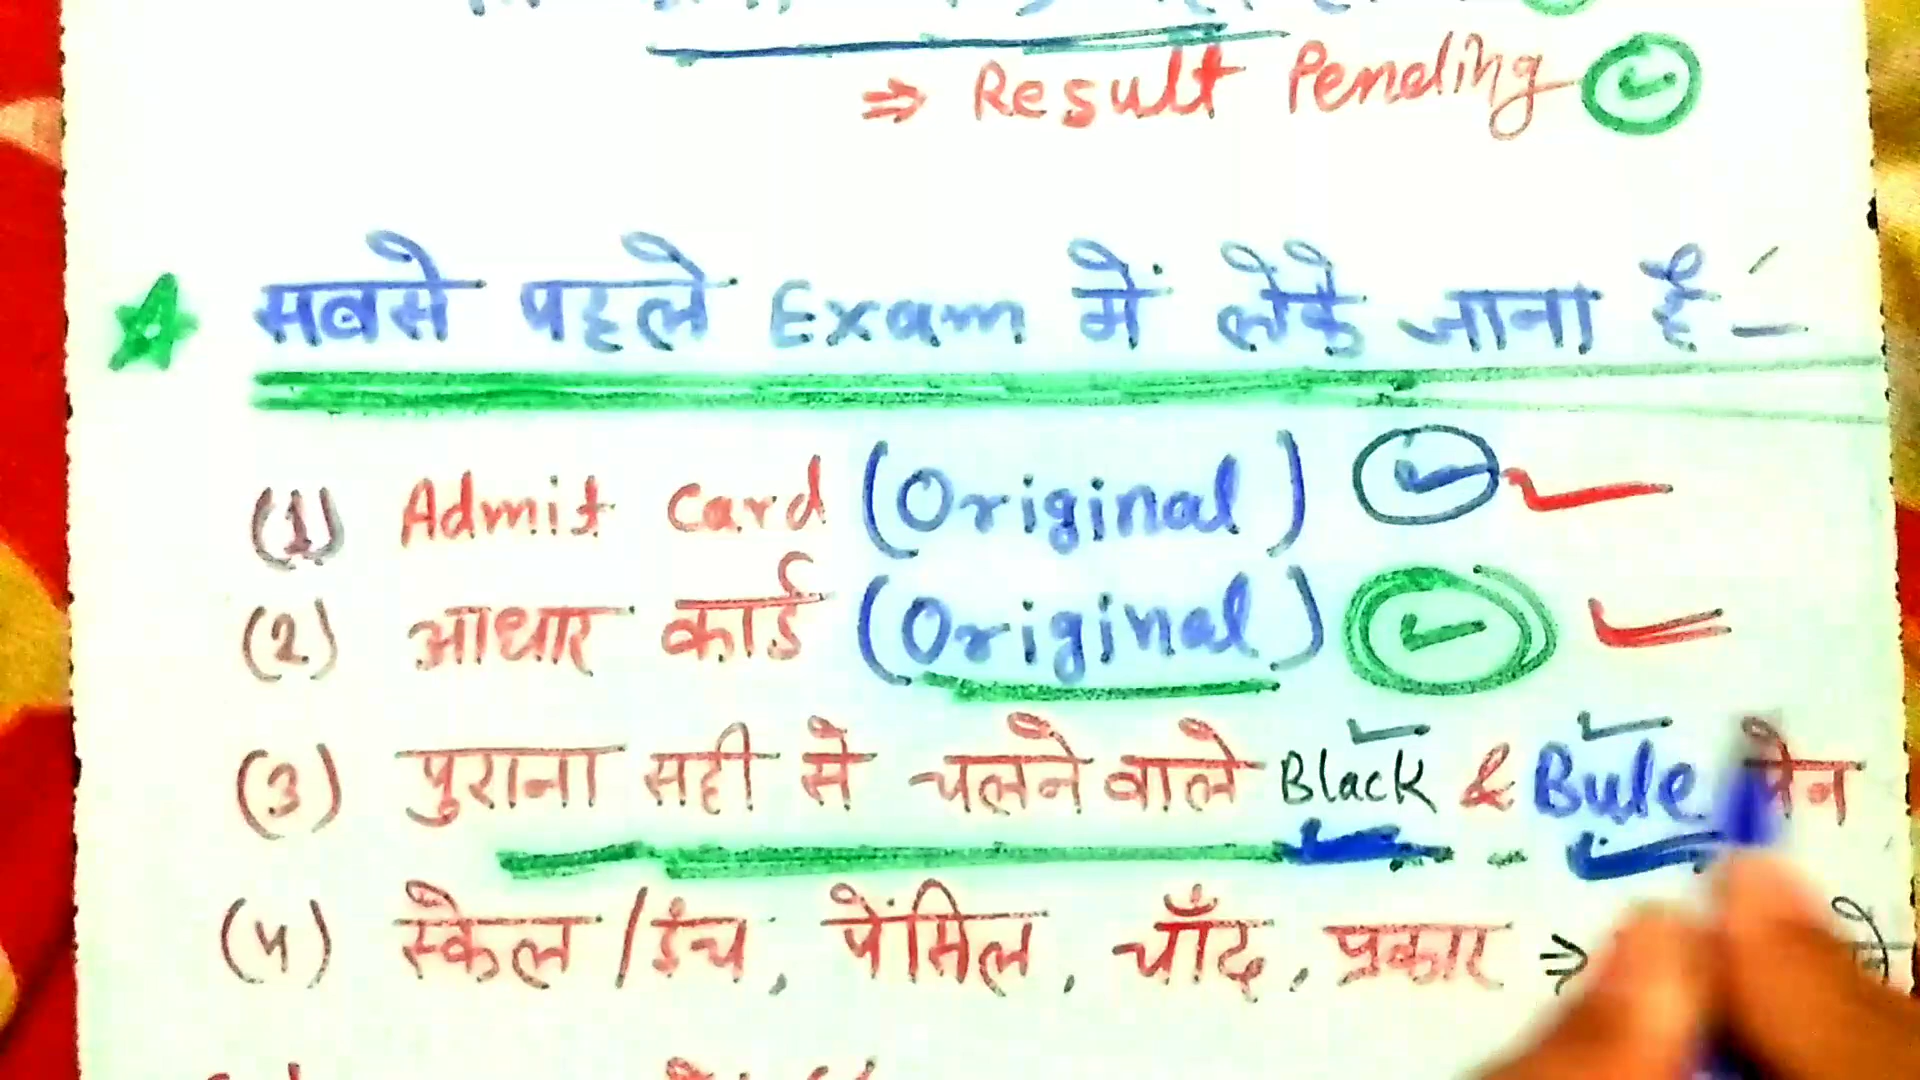 ⇒ Result Pending
सबसे पहले Exam में लेके जाना है -
(1) Admit Card (Original)
(2) आधार कार्ड (Original)
(3) पुराना सही से चलने वाले Black & Bule पेन
(4) स्केल / इंच, पेंसिल, चाँद, प्रकार ⇒